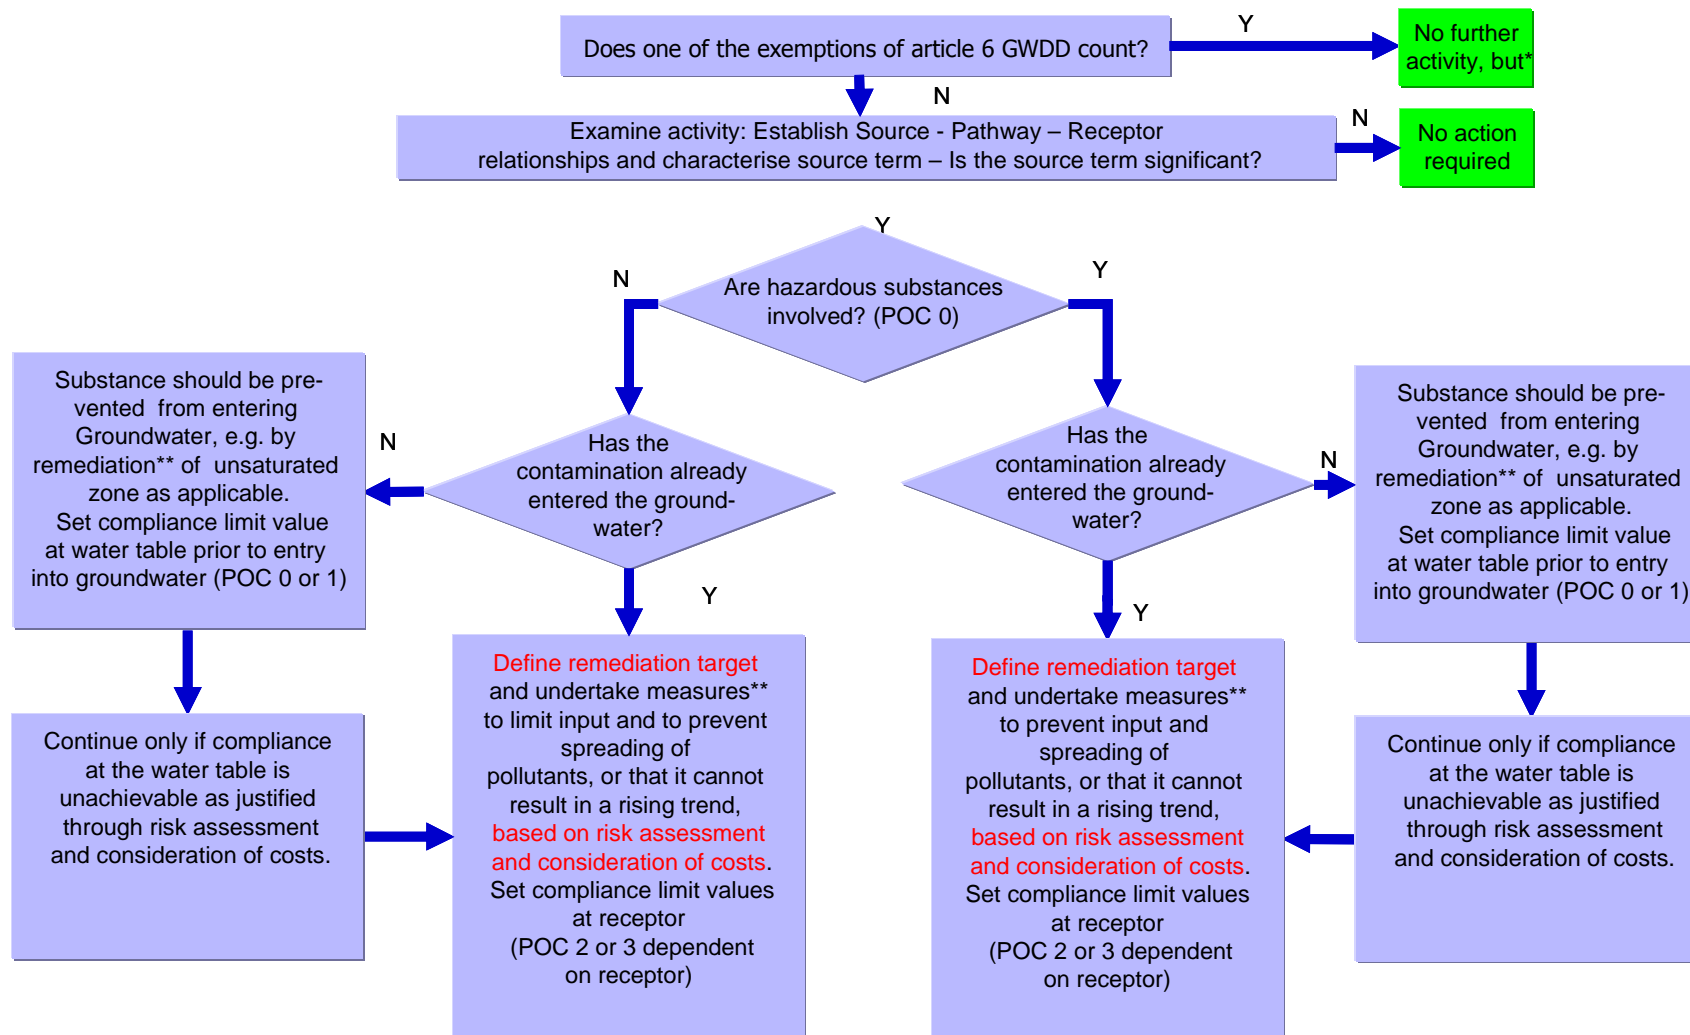 Does one of the exemptions of article 6 GWDD count?
Y
No further
activity, but*
N
Examine activity: Establish Source - Pathway – Receptor
relationships and characterise source term – Is the source term significant?
N
No action
required
Y
Are hazardous substances
involved? (POC 0)
N
Y
Substance should be pre-
vented from entering
Groundwater, e.g. by
remediation** of unsaturated
zone as applicable.
Set compliance limit value
at water table prior to entry
into groundwater (POC 0 or 1)
N
Has the
contamination already
entered the ground-
water?
Y
Has the
contamination already
entered the ground-
water?
N
Y
Substance should be pre-
vented from entering
Groundwater, e.g. by
remediation** of unsaturated
zone as applicable.
Set compliance limit value
at water table prior to entry
into groundwater (POC 0 or 1)
Continue only if compliance
at the water table is
unachievable as justified
through risk assessment
and consideration of costs.
Define remediation target
and undertake measures**
to limit input and to prevent
spreading of
pollutants, or that it cannot
result in a rising trend,
based on risk assessment
and consideration of costs.
Set compliance limit values
at receptor
(POC 2 or 3 dependent
on receptor)
Define remediation target
and undertake measures**
to prevent input and
spreading of
pollutants, or that it cannot
result in a rising trend,
based on risk assessment
and consideration of costs.
Set compliance limit values
at receptor
(POC 2 or 3 dependent
on receptor)
Continue only if compliance
at the water table is
unachievable as justified
through risk assessment
and consideration of costs.